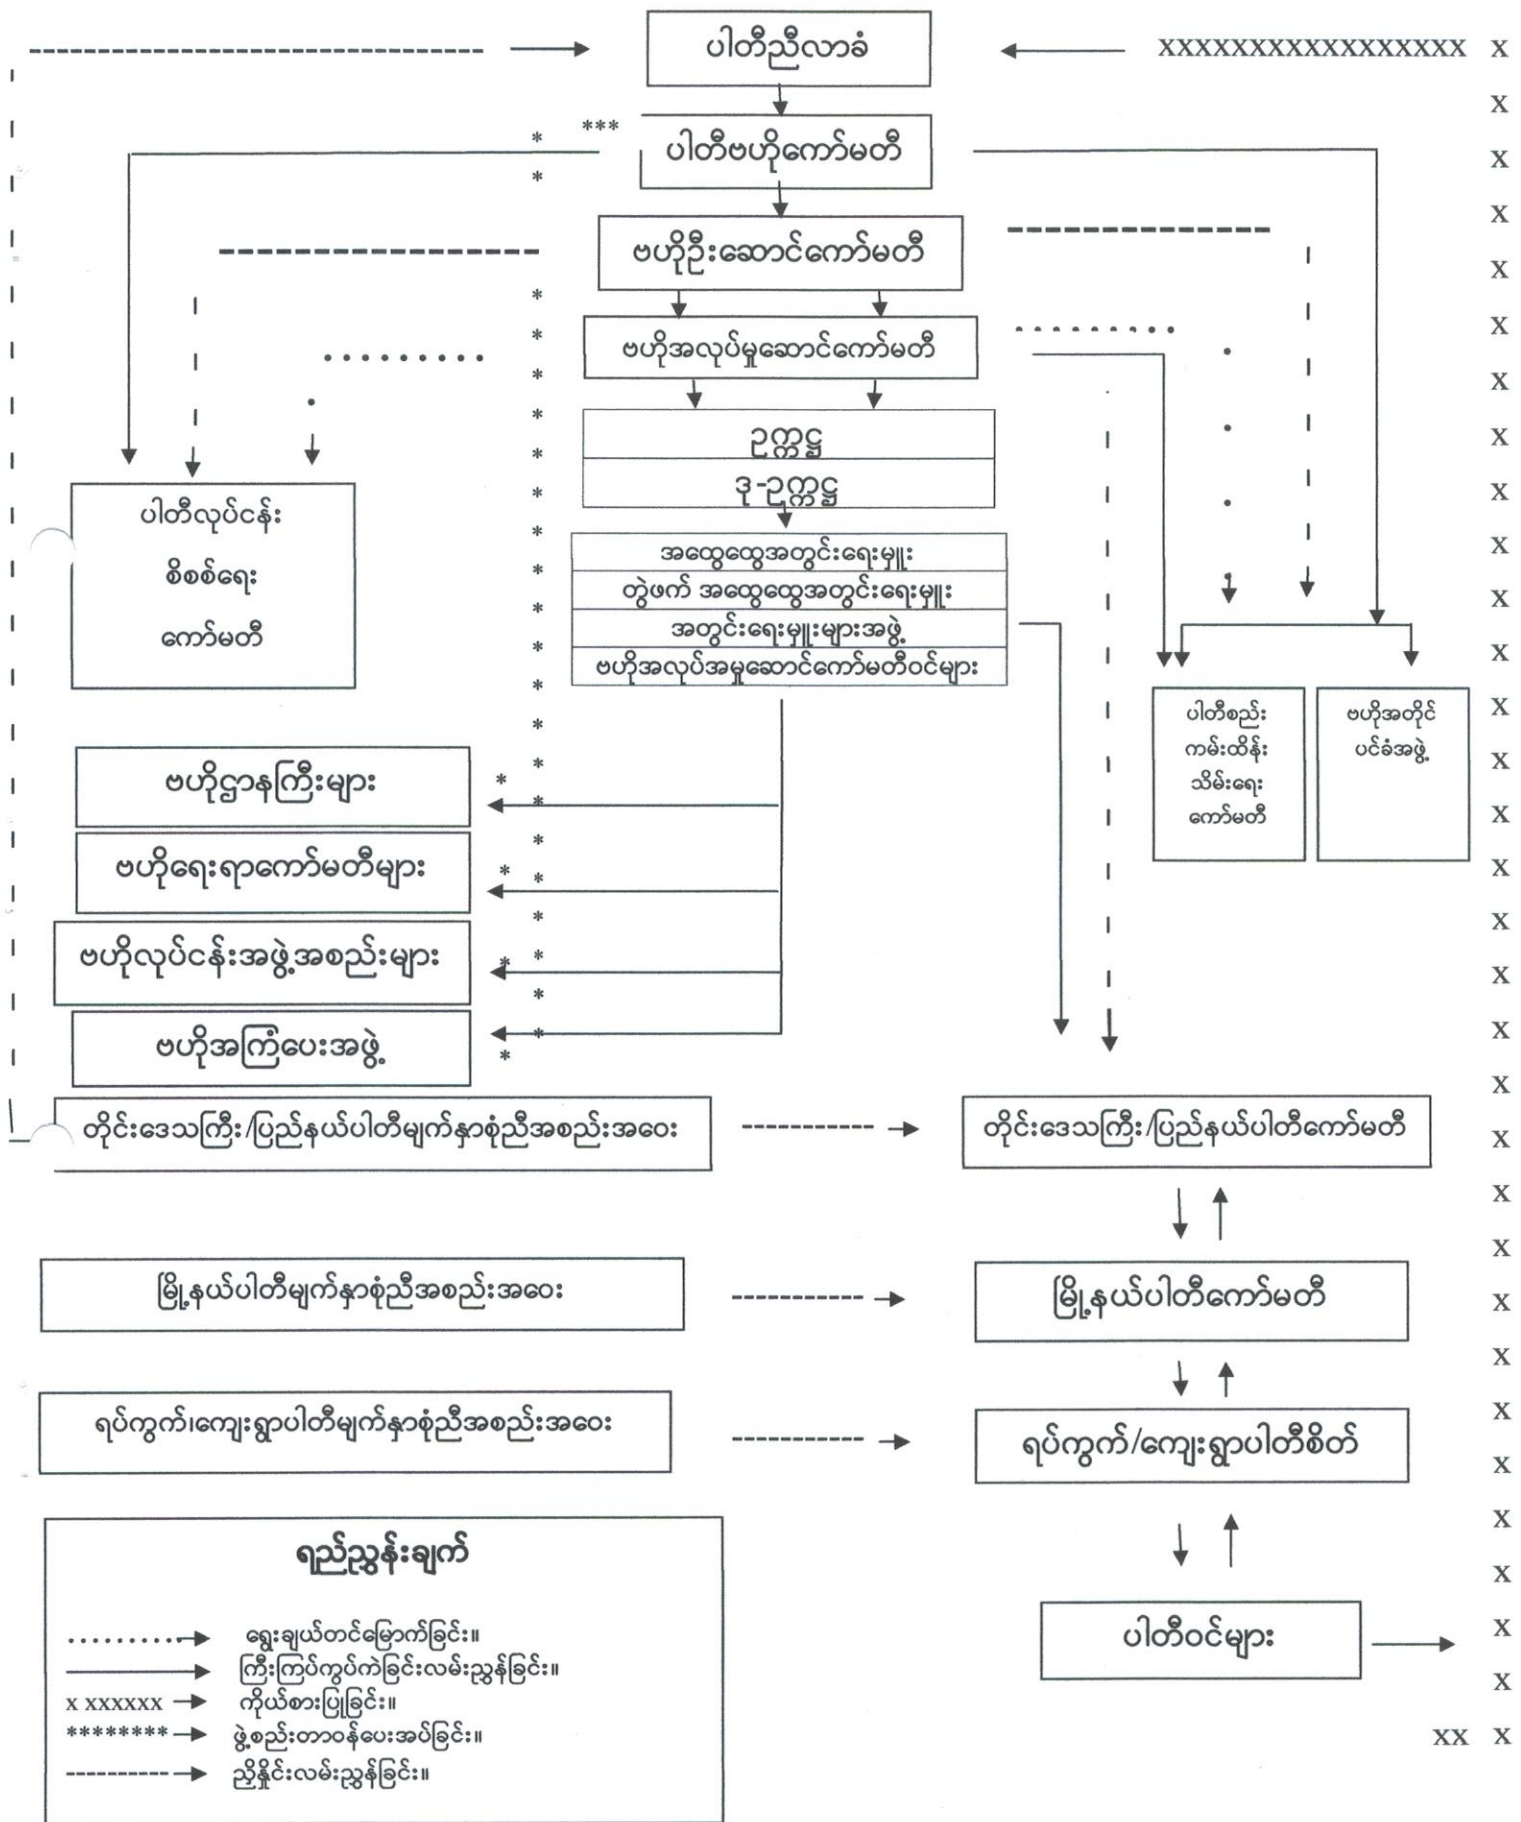 ပါတီညီလာခံ
ပါတီဗဟိုကော်မတီ
ဗဟိုဦးဆောင်ကော်မတီ
ဗဟိုအလုပ်မှုဆောင်ကော်မတီ
ဥက္ကဋ္ဌ
ဒု-ဥက္ကဋ္ဌ
အထွေထွေအတွင်းရေးမှူး
တွဲဖက် အထွေထွေအတွင်းရေးမှူး
အတွင်းရေးမှူးများအဖွဲ့
ဗဟိုအလုပ်အမှုဆောင်ကော်မတီဝင်များ
ပါတီလုပ်ငန်း
စိစစ်ရေး
ကော်မတီ
ပါတီစည်း
ကမ်းထိန်း
သိမ်းရေး
ကော်မတီ
ဗဟိုအတိုင်
ပင်ခံအဖွဲ့
ဗဟိုဌာနကြီးများ
ဗဟိုရေးရာကော်မတီများ
ဗဟိုလုပ်ငန်းအဖွဲ့အစည်းများ
ဗဟိုအကြံပေးအဖွဲ့
တိုင်းဒေသကြီး/ပြည်နယ်ပါတီမျက်နှာစုံညီအစည်းအဝေး
တိုင်းဒေသကြီး/ပြည်နယ်ပါတီကော်မတီ
မြို့နယ်ပါတီမျက်နှာစုံညီအစည်းအဝေး
မြို့နယ်ပါတီကော်မတီ
ရပ်ကွက်၊ကျေးရွာပါတီမျက်နှာစုံညီအစည်းအဝေး
ရပ်ကွက်/ကျေးရွာပါတီစိတ်
ပါတီဝင်များ
ရည်ညွှန်းချက်
ရွေးချယ်တင်မြောက်ခြင်း။
ကြီးကြပ်ကွပ်ကဲခြင်းလမ်းညွှန်ခြင်း။
x xxxxxx ကိုယ်စားပြုခြင်း။
******** ဖွဲ့စည်းတာဝန်ပေးအပ်ခြင်း။
ညှိနှိုင်းလမ်းညွှန်ခြင်း။